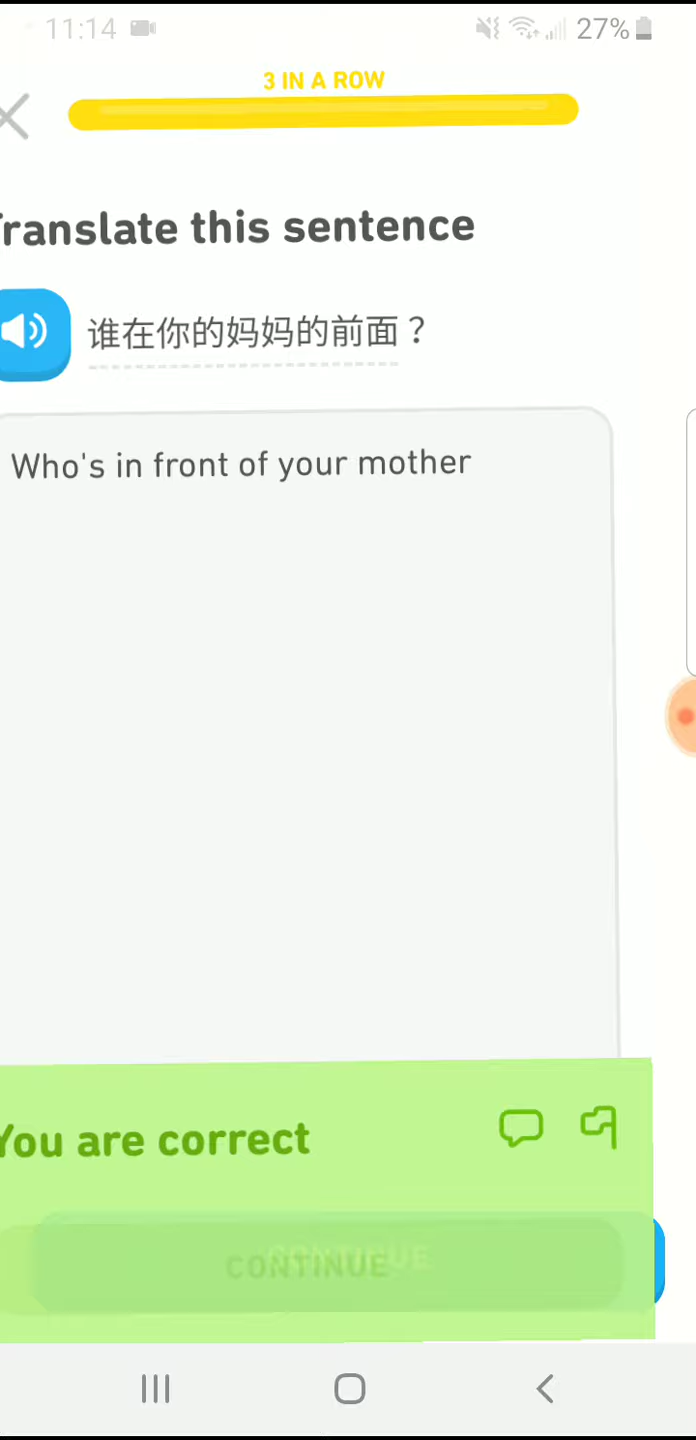 11:14
27%
3 IN A ROW
Translate this sentence
谁在你的妈妈的前面？
Who's in front of your mother
You are correct
CONTINUE